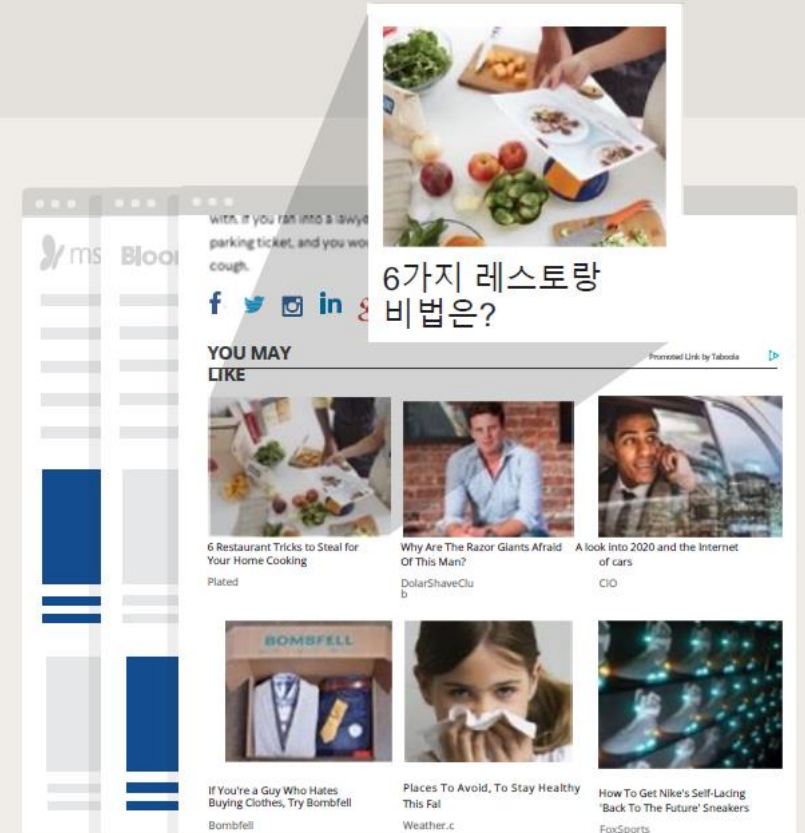 6가지 레스토랑
비법은?
ms
Bloo
with. If you ran into a lawye
parking ticket, and you wo
cough.
f
in
YOU MAY
LIKE
Promoted Link by Taboola
6 Restaurant Tricks to Steal for
Your Home Cooking
Plated
Why Are The Razor Giants Afraid
Of This Man?
DolarShaveClu
b
A look into 2020 and the Internet
of cars
CIO
BOMBFELL
If You're a Guy Who Hates
Buying Clothes, Try Bombfell
Bombfell
Places To Avoid, To Stay Healthy
This Fal
Weather.c
How To Get Nike's Self-Lacing
'Back To The Future' Sneakers
FoxSports